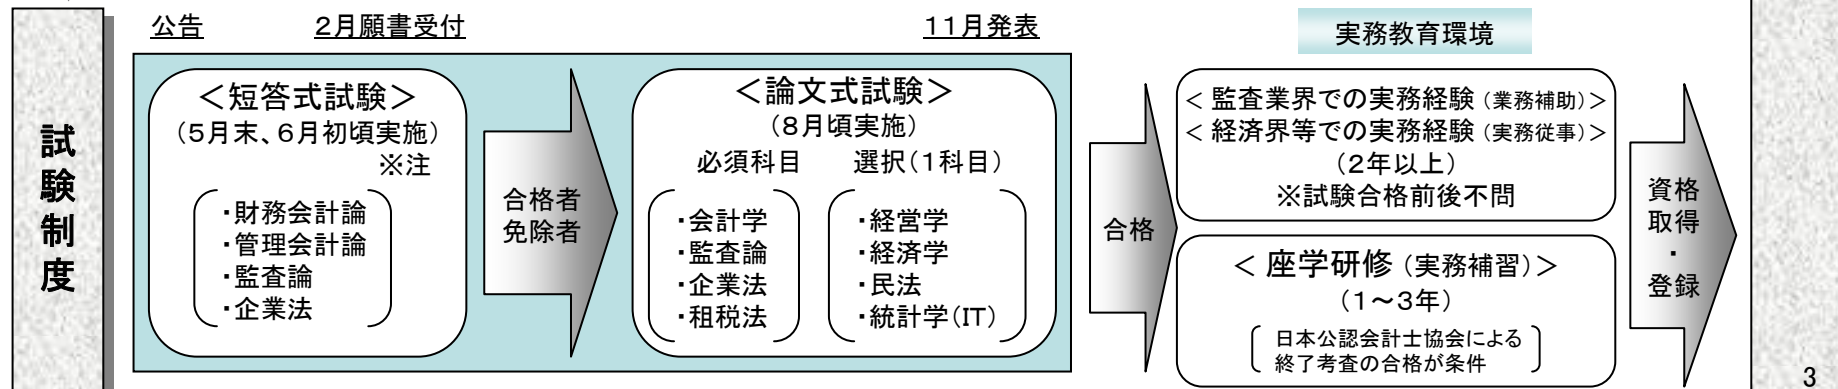 試験制度
公告
２月願書受付
１１月発表
＜短答式試験＞
（５月末、６月初頃実施）
※注
・財務会計論
・管理会計論
・監査論
・企業法
合格者
免除者
＜論文式試験＞
（８月頃実施）
必須科目
・会計学
・監査論
・企業法
・租税法
選択（１科目）
・経営学
・経済学
・民法
・統計学（IT）
合格
実務教育環境
＜ 監査業界での実務経験 （業務補助）＞
＜ 経済界等での実務経験 （実務従事）＞
（２年以上）
※試験合格前後不問
＜ 座学研修 （実務補習）＞
（１～３年）
日本公認会計士協会による
終了考査の合格が条件
資格
取得
・
登録
3